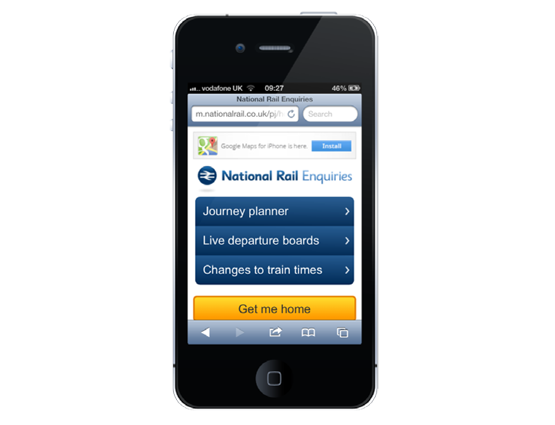 vodafone UK 09:27 46%
National Rail Enquiries
m.nationalrail.co.uk/pj/h Search
Google Maps for iPhone is here. Install
National Rail Enquiries
Journey planner
Live departure boards
Changes to train times
Get me home